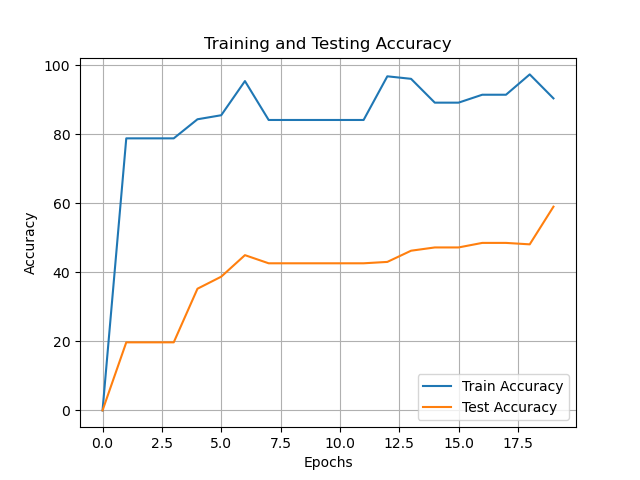 Training and Testing Accuracy
100
80
60
40
20
0
Accuracy
0.0 2.5 5.0 7.5 10.0 12.5 15.0 17.5
Epochs
Train Accuracy
Test Accuracy